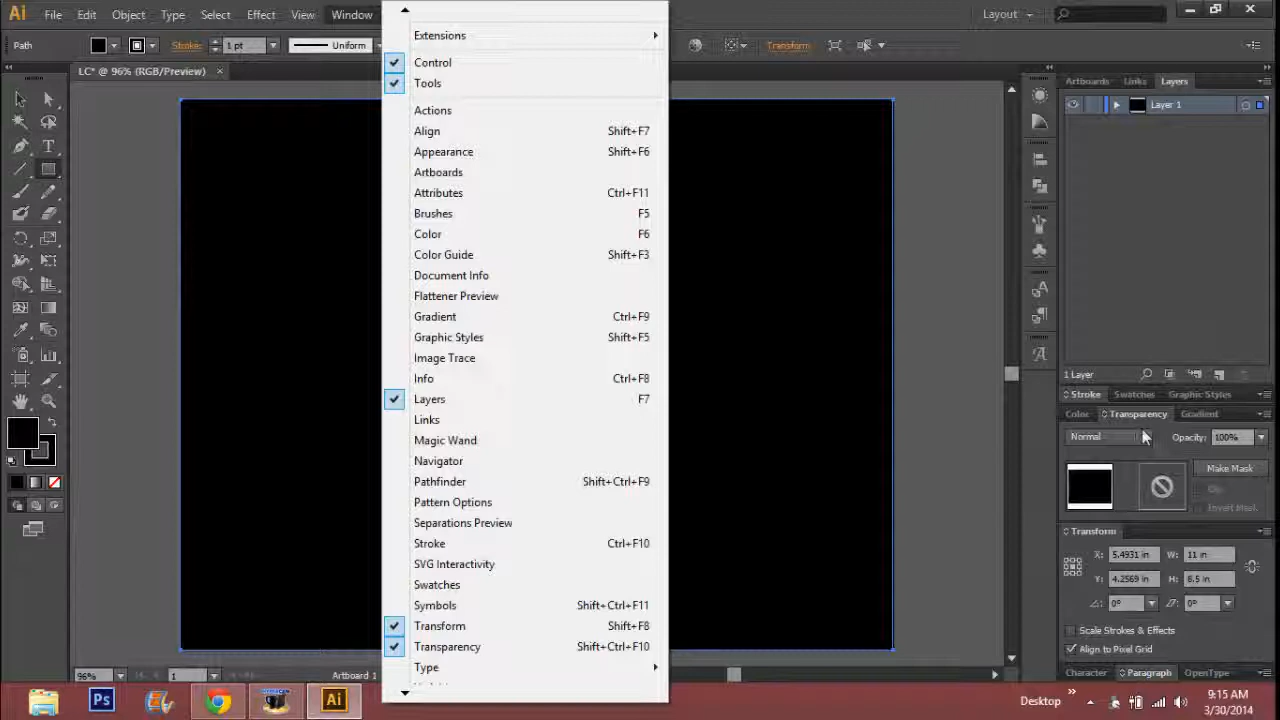 Ai File Edit Object Type Select Effect Window Layout
Path Stroke: 1 pt Uniform Transform
LC* @ 96% (RGB/Preview) ×
Extensions
Control
Tools
Actions
Align Shift+F7
Appearance Shift+F6
Artboards
Attributes Ctrl+F11
Brushes F5
Color F6
Color Guide Shift+F3
Document Info
Flattener Preview
Gradient Ctrl+F9
Graphic Styles Shift+F5
Image Trace
Info Ctrl+F8
Layers F7
Links
Magic Wand
Navigator
Pathfinder Shift+Ctrl+F9
Pattern Options
Separations Preview
Stroke Ctrl+F10
SVG Interactivity
Swatches
Symbols Shift+Ctrl+F11
Transform Shift+F8
Transparency Shift+Ctrl+F10
Type
Artboards Links Layers
Layer 1
1 Layer
Stroke Swatches Graphic Styles
Color Transparency Gradient
Normal Opacity: 100%
Make Mask
Clip
Invert Mask
Transform
X: 5.4931 in W: 11 in
Y: 4.2569 in H: 8.5 in
0° 0°
Scale Strokes & Effects
Align to Pixel Grid
Character Paragraph OpenType
96% 1 Artboard 1
Ps Ai Desktop
9:15 AM
3/30/2014